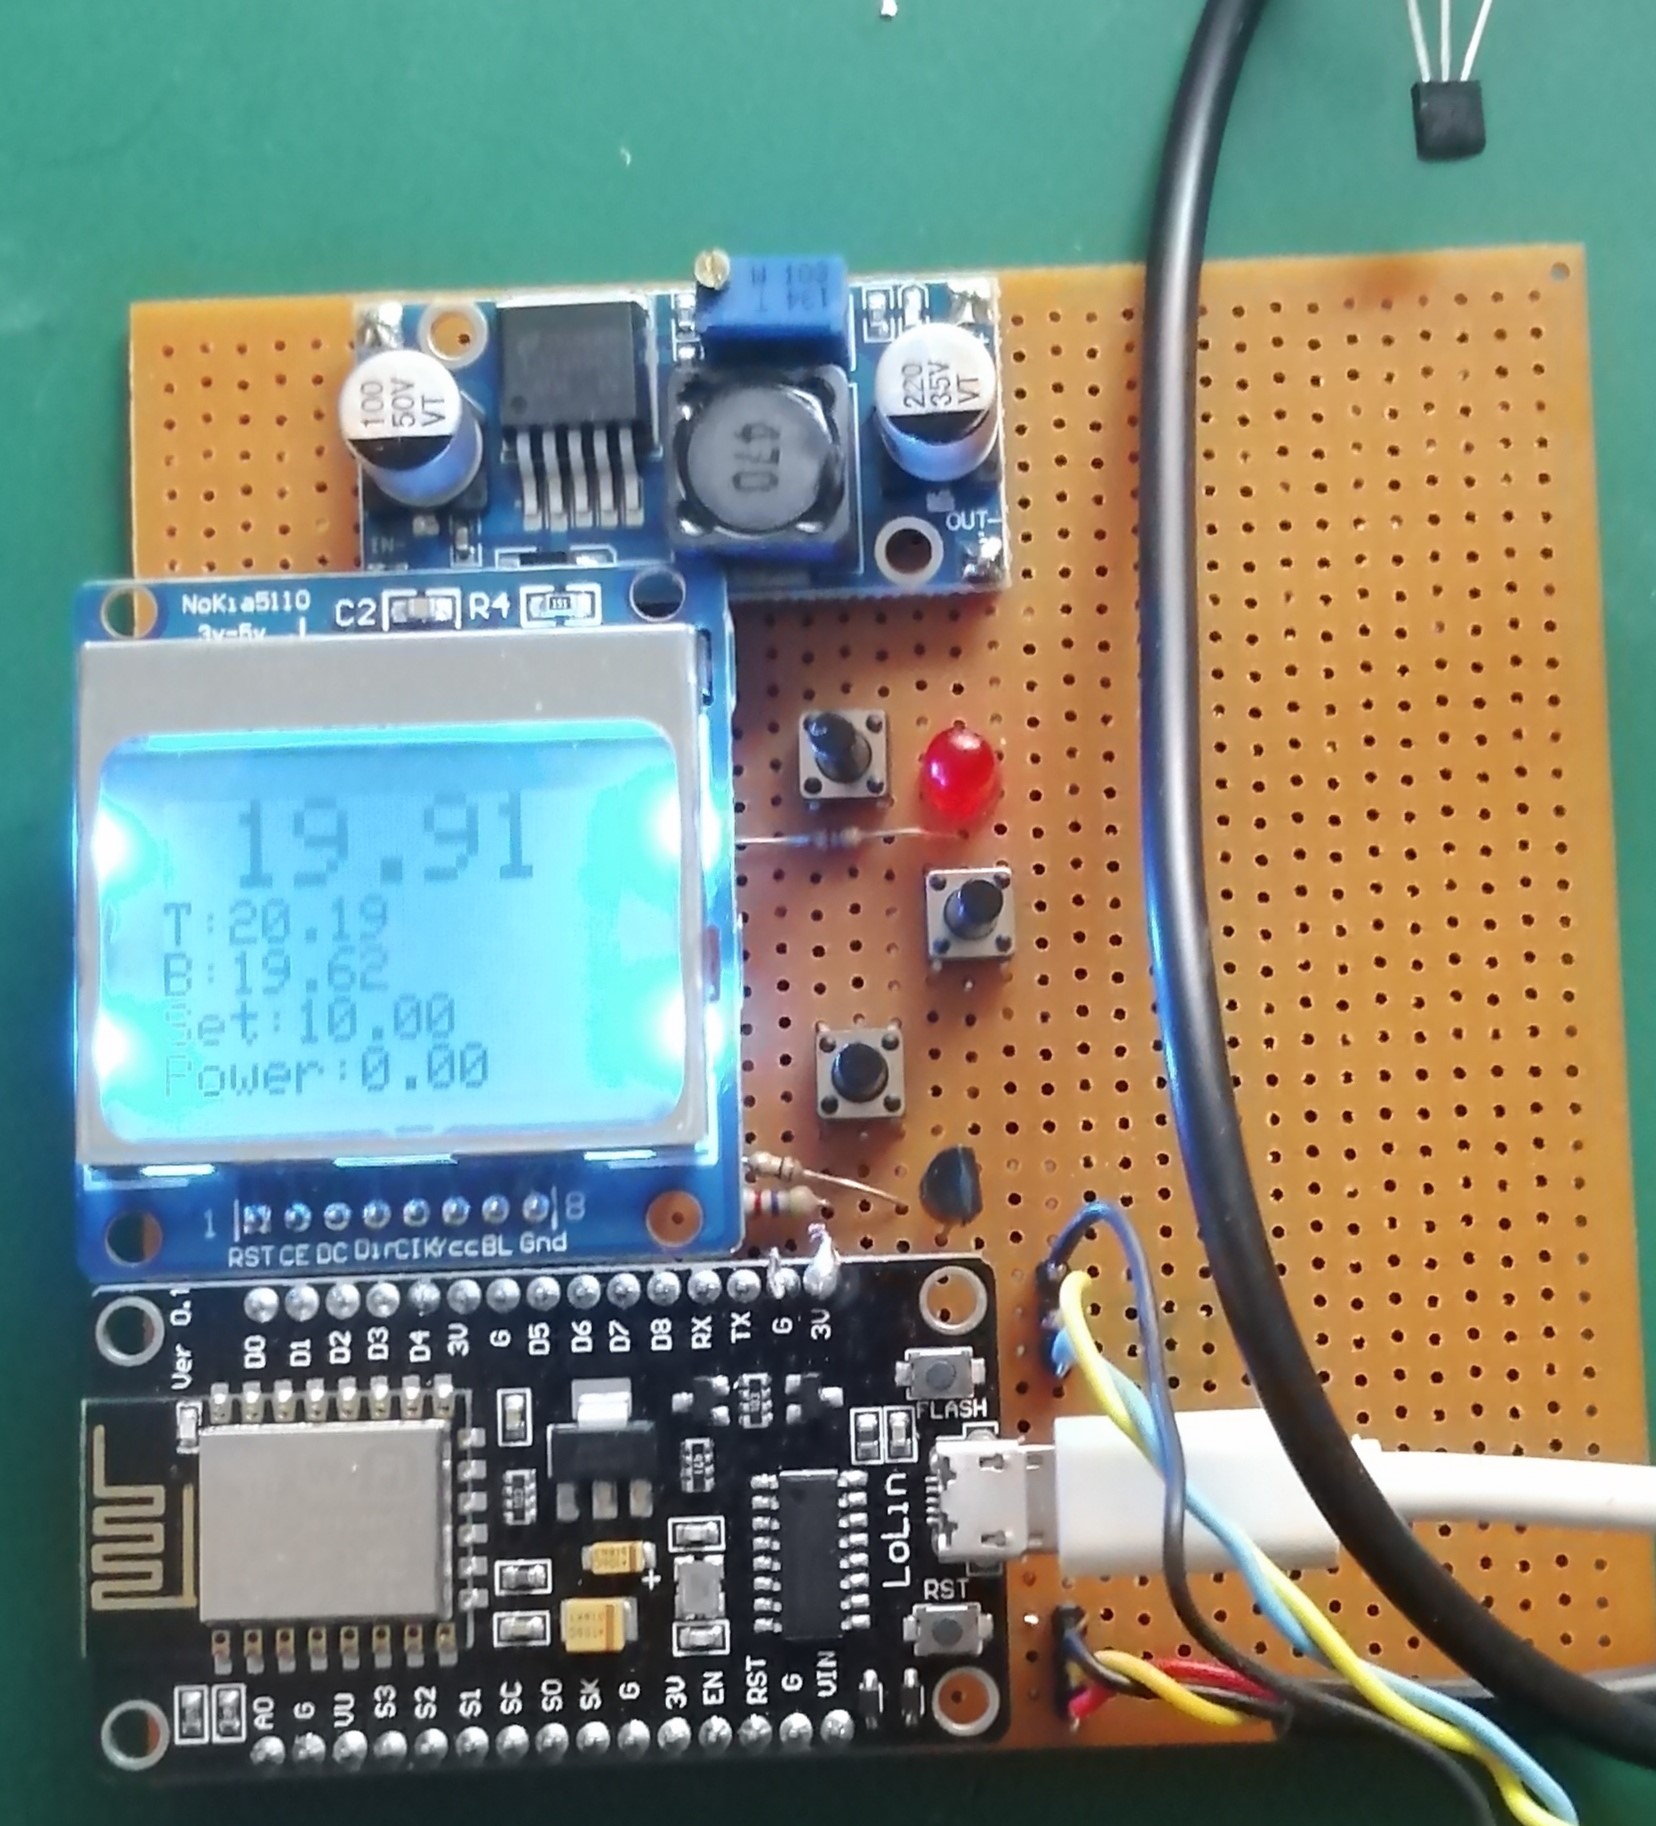 100
50V
VT
470
220
35V
VT
IN-
OUT-
NoKia5110
3v-5v
C2
R4
151
19.91
T:20.19
B:19.62
et:10.00
Power:0.00
1
8
RST CE DC Din Clk Vcc BL Gnd
Ver 0.1
D0 D1 D2 D3 D4 3V G D5 D6 D7 D8 RX TX G 3V
FLASH
LoLin
RST
A0 G VU S3 S2 S1 SC S0 SK G 3V EN RST G VIN